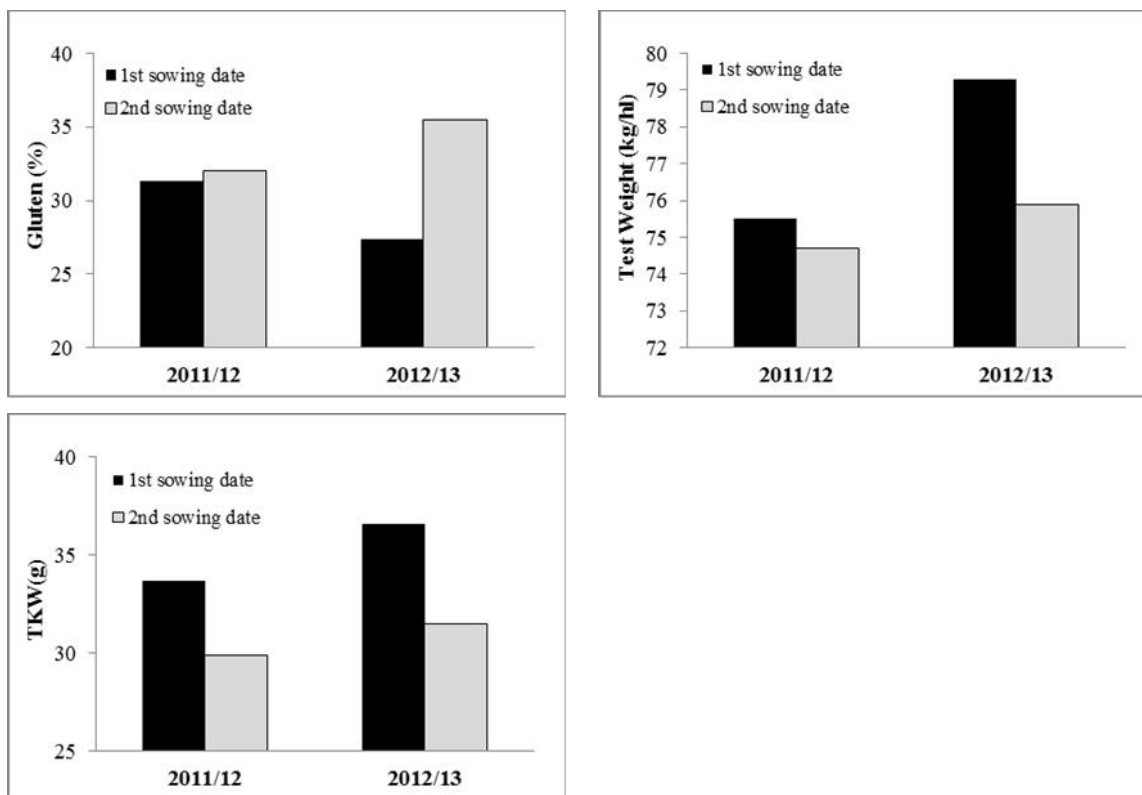 40
35
30
25
20
Gluten (%)
1st sowing date
2nd sowing date
2011/12
2012/13
80
79
78
77
76
75
74
73
72
Test Weight (kg/hl)
1st sowing date
2nd sowing date
2011/12
2012/13
40
35
30
25
TKW(g)
1st sowing date
2nd sowing date
2011/12
2012/13